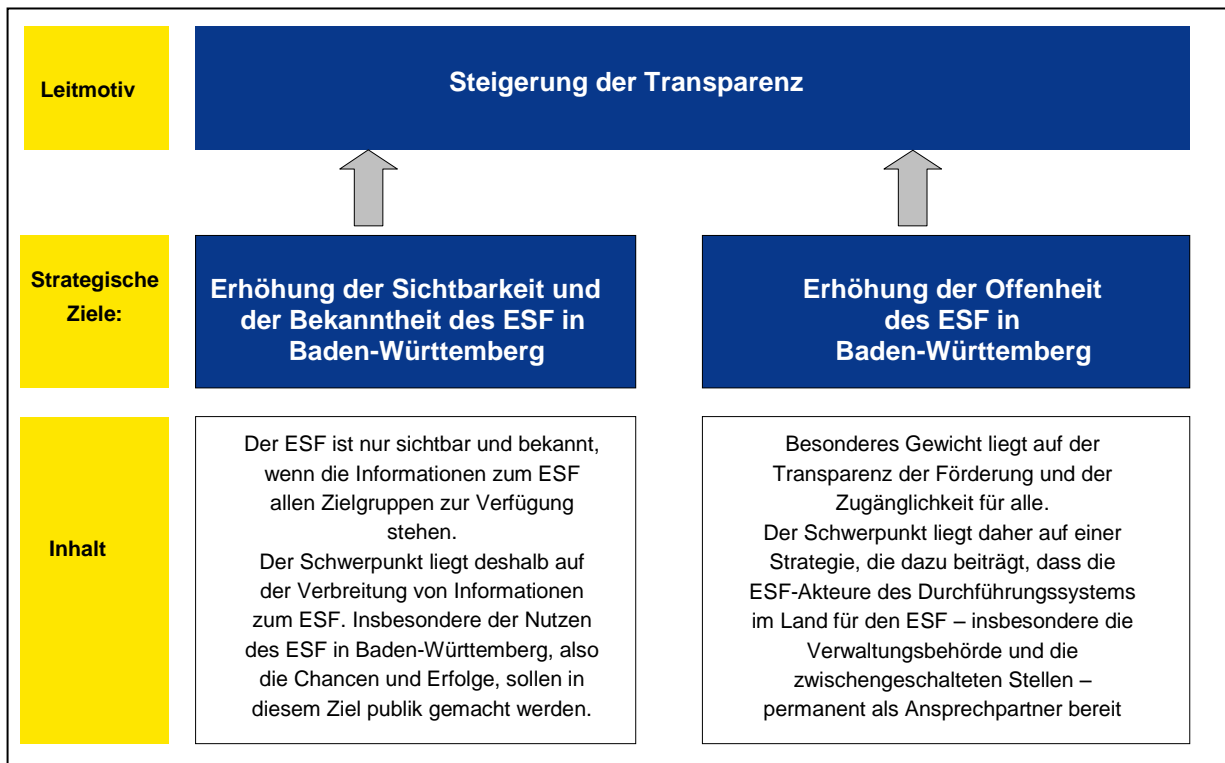 Leitmotiv
Steigerung der Transparenz
Strategische
Ziele:
Erhöhung der Sichtbarkeit und
der Bekanntheit des ESF in
Baden-Württemberg
Erhöhung der Offenheit
des ESF in
Baden-Württemberg
Inhalt
Der ESF ist nur sichtbar und bekannt,
wenn die Informationen zum ESF
allen Zielgruppen zur Verfügung
stehen.
Der Schwerpunkt liegt deshalb auf
der Verbreitung von Informationen
zum ESF. Insbesondere der Nutzen
des ESF in Baden-Württemberg, also
die Chancen und Erfolge, sollen in
diesem Ziel publik gemacht werden.
Besonderes Gewicht liegt auf der
Transparenz der Förderung und der
Zugänglichkeit für alle.
Der Schwerpunkt liegt daher auf einer
Strategie, die dazu beiträgt, dass die
ESF-Akteure des Durchführungssystems
im Land für den ESF – insbesondere die
Verwaltungsbehörde und die
zwischengeschalteten Stellen –
permanent als Ansprechpartner bereit